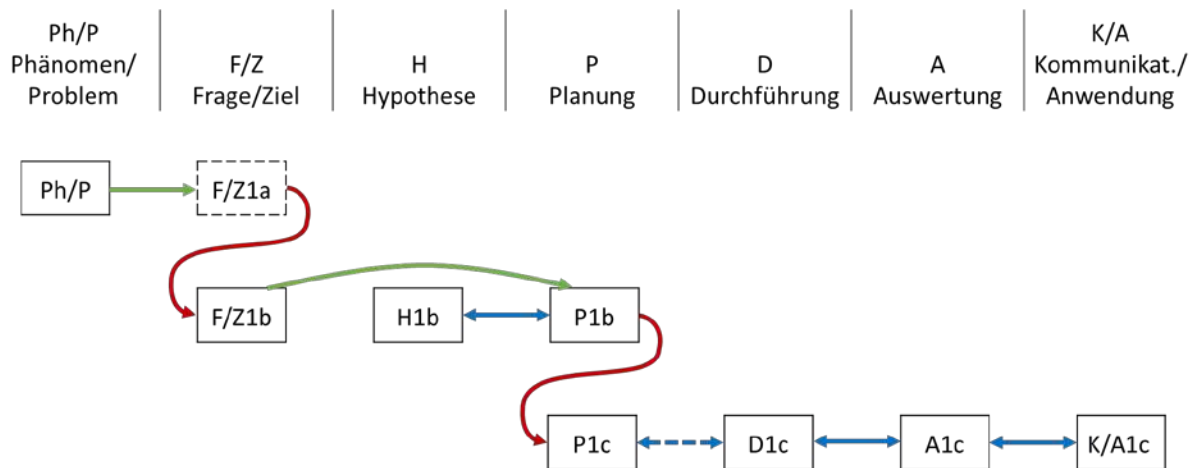 Ph/P
Phänomen/
Problem
F/Z
Frage/Ziel
H
Hypothese
P
Planung
D
Durchführung
A
Auswertung
K/A
Kommunikat./
Anwendung
Ph/P
F/Z1a
F/Z1b
H1b
P1b
P1c
D1c
A1c
K/A1c